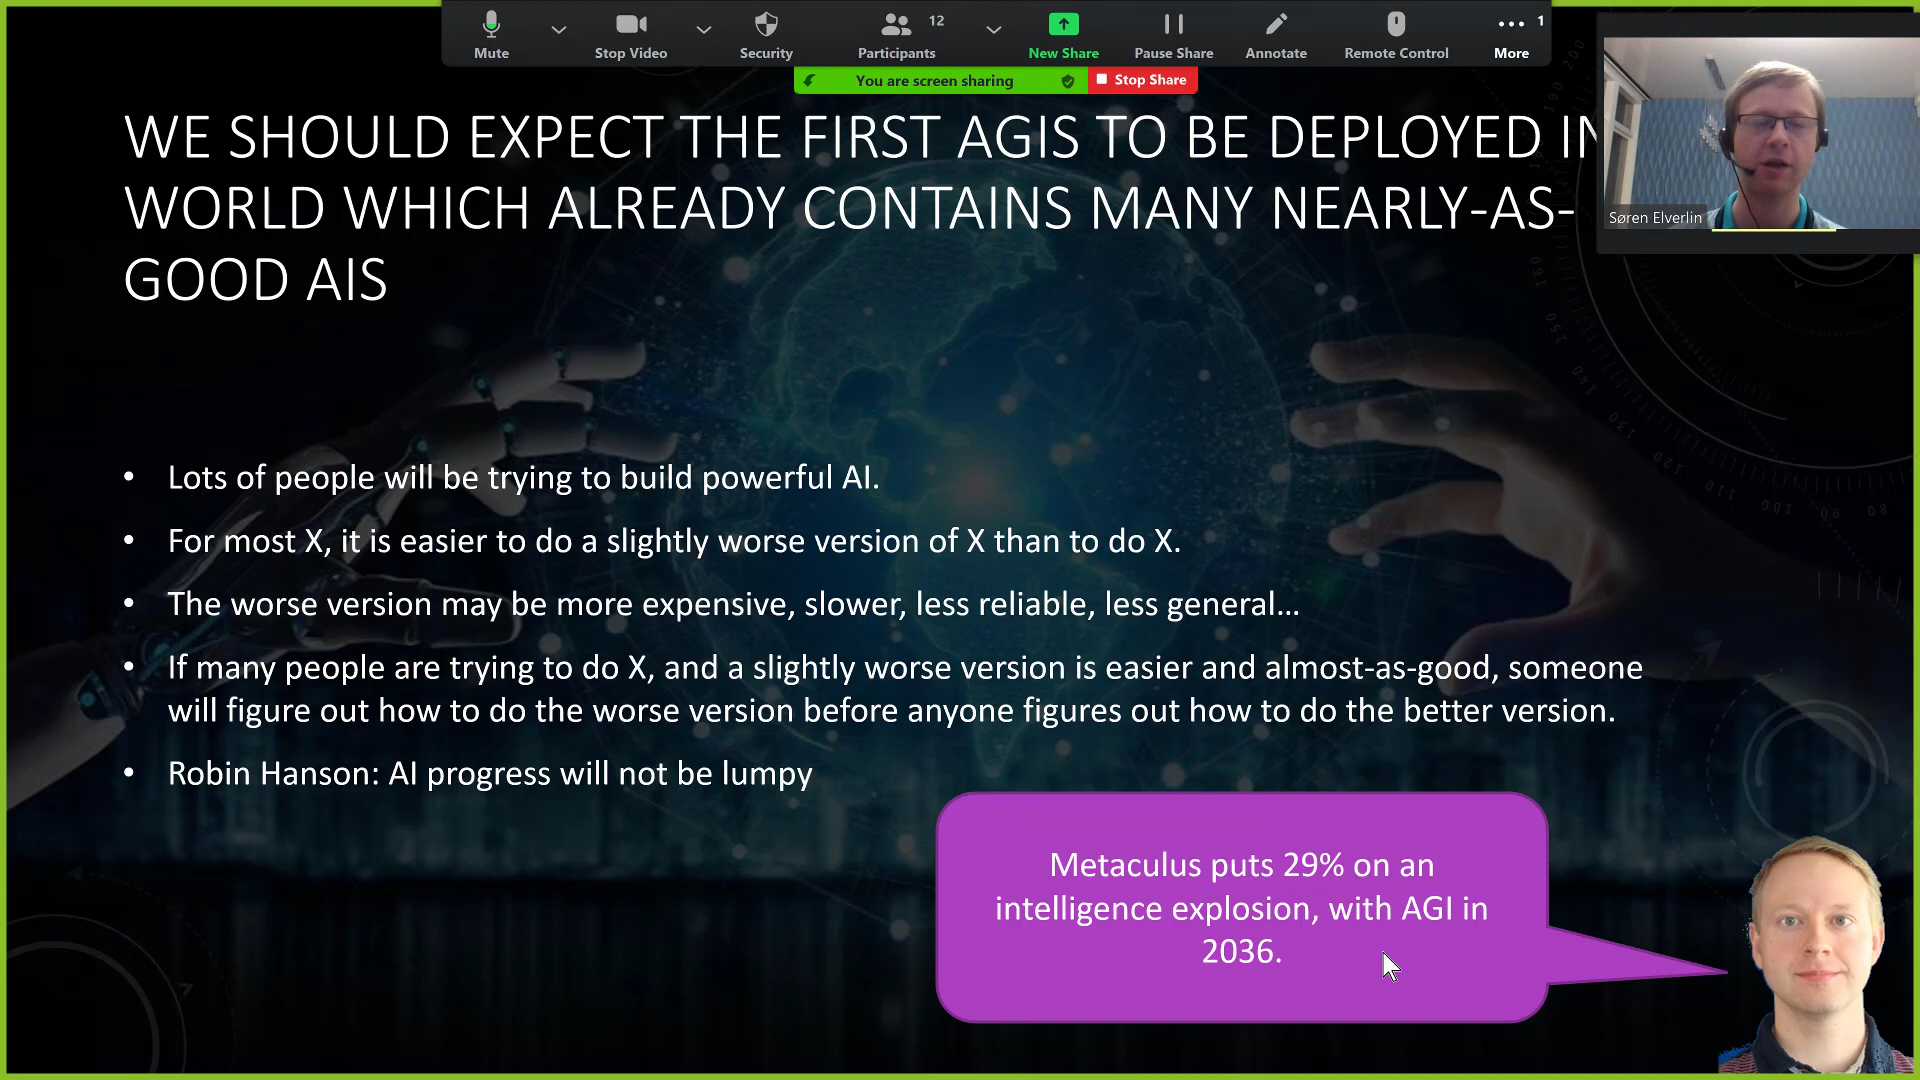 Mute
Stop Video
Security
Participants
12
New Share
Pause Share
Annotate
Remote Control
More
1
You are screen sharing
Stop Share
WE SHOULD EXPECT THE FIRST AGIS TO BE DEPLOYED IN
WORLD WHICH ALREADY CONTAINS MANY NEARLY-AS-
GOOD AIS
Søren Elverlin
• Lots of people will be trying to build powerful AI.
• For most X, it is easier to do a slightly worse version of X than to do X.
• The worse version may be more expensive, slower, less reliable, less general…
• If many people are trying to do X, and a slightly worse version is easier and almost-as-good, someone
will figure out how to do the worse version before anyone figures out how to do the better version.
• Robin Hanson: AI progress will not be lumpy
Metaculus puts 29% on an
intelligence explosion, with AGI in
2036.